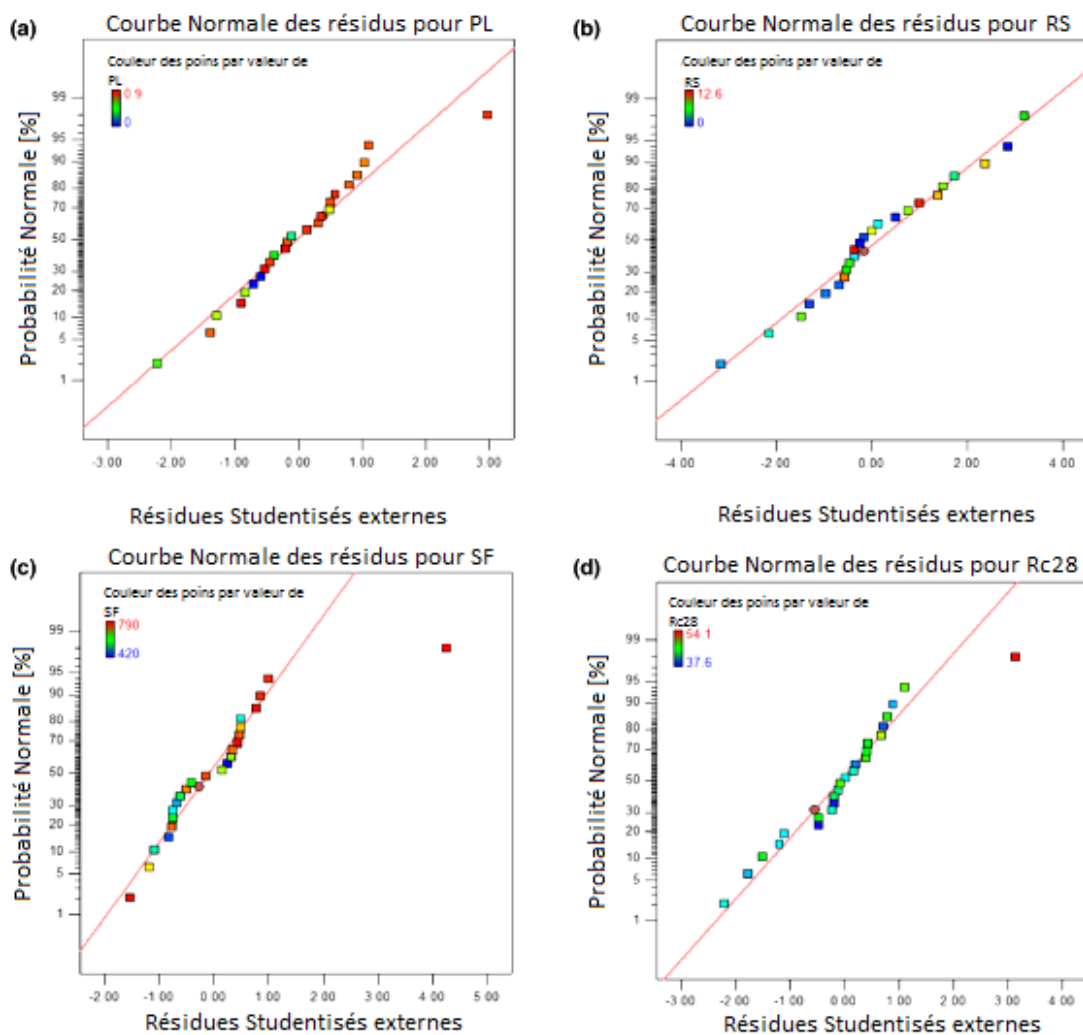 (a) Courbe Normale des résidus pour PL
Couleur des poins par valeur de
PL
0.9
0
Probabilité Normale [%]
99
95
90
80
70
50
30
20
10
5
1
-3.00 -2.00 -1.00 0.00 1.00 2.00 3.00
Résidues Studentisés externes
(b) Courbe Normale des résidus pour RS
Couleur des poins par valeur de
RS
12.6
0
Probabilité Normale [%]
99
95
90
80
70
50
30
20
10
5
1
-4.00 -2.00 0.00 2.00 4.00
Résidues Studentisés externes
(c) Courbe Normale des résidus pour SF
Couleur des poins par valeur de
SF
790
420
Probabilité Normale [%]
99
95
90
80
70
50
30
20
10
5
1
-2.00 -1.00 0.00 1.00 2.00 3.00 4.00 5.00
Résidues Studentisés externes
(d) Courbe Normale des résidus pour Rc28
Couleur des poins par valeur de
Rc28
54.1
37.6
Probabilité Normale [%]
99
95
90
80
70
50
30
20
10
5
1
-3.00 -2.00 -1.00 0.00 1.00 2.00 3.00 4.00
Résidues Studentisés externes